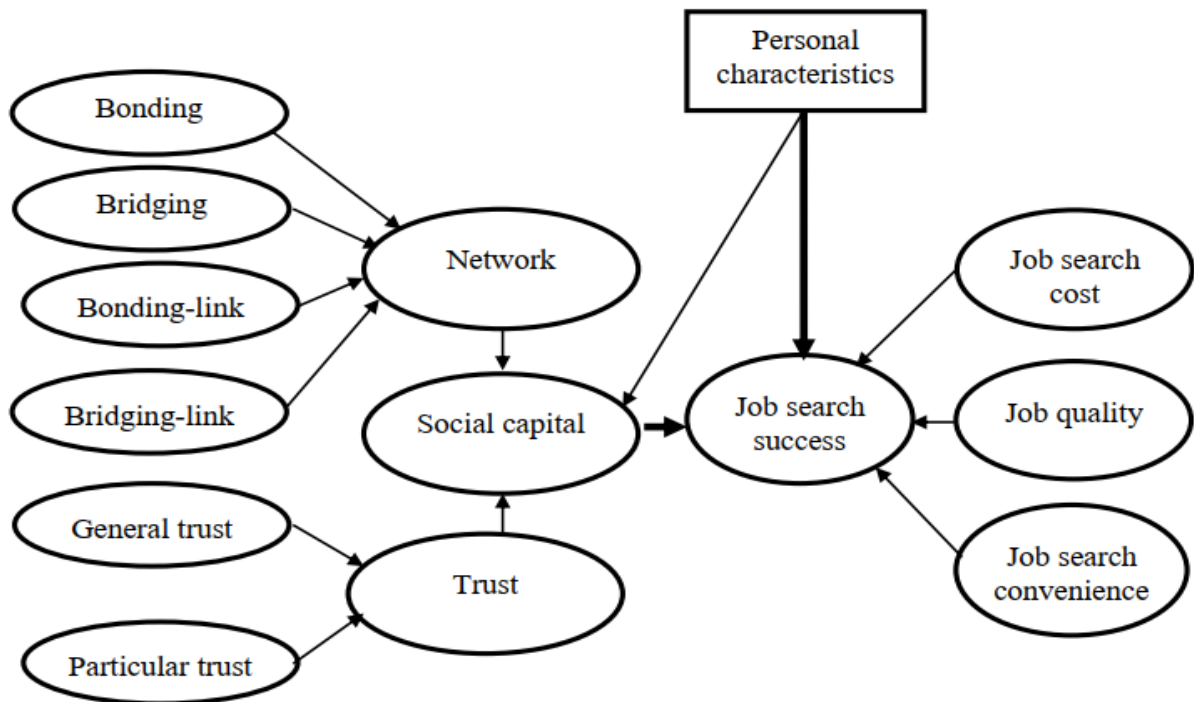 Personal
characteristics
Bonding
Bridging
Bonding-link
Bridging-link
General trust
Particular trust
Network
Social capital
Trust
Job search
success
Job search
cost
Job quality
Job search
convenience